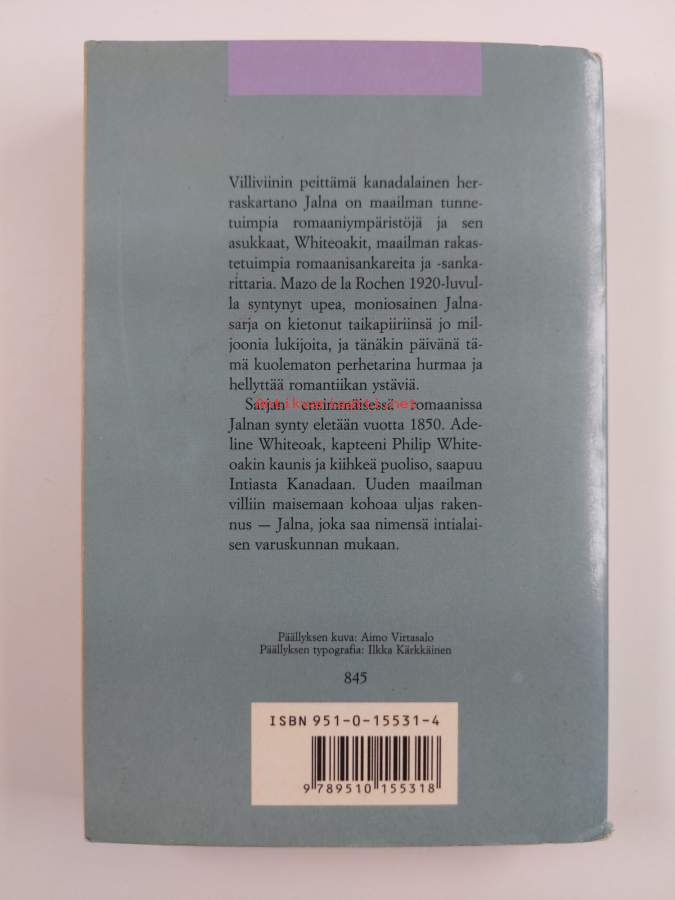 Villiviinin peittämä kanadalainen her-
raskartano Jalna on maailman tunne-
tuimpia romaaniympäristöjä ja sen
asukkaat, Whiteoakit, maailman rakas-
tetuimpia romaanisankareita ja -sanka-
rittaria. Mazo de la Rochen 1920-luvul-
la syntynyt upea, moniosainen Jalna-
sarja on kietonut taikapiiriinsä jo mil-
joonia lukijoita, ja tänäkin päivänä tä-
mä kuolematon perhetarina hurmaa ja
hellyttää romantiikan ystäviä.
Sarjan ensimmäisessä romaanissa
Jalnan synty eletään vuotta 1850. Ade-
line Whiteoak, kapteeni Philip White-
oakin kaunis ja kiihkeä puoliso, saapuu
Intiasta Kanadaan. Uuden maailman
villiin maisemaan kohoaa uljas raken-
nus — Jalna, joka saa nimensä intialai-
sen varuskunnan mukaan.
Päällyksen kuva: Aimo Virtasalo
Päällyksen typografia: Ilkka Kärkkäinen
845
ISBN 951-0-15531-4
9 789510 155318